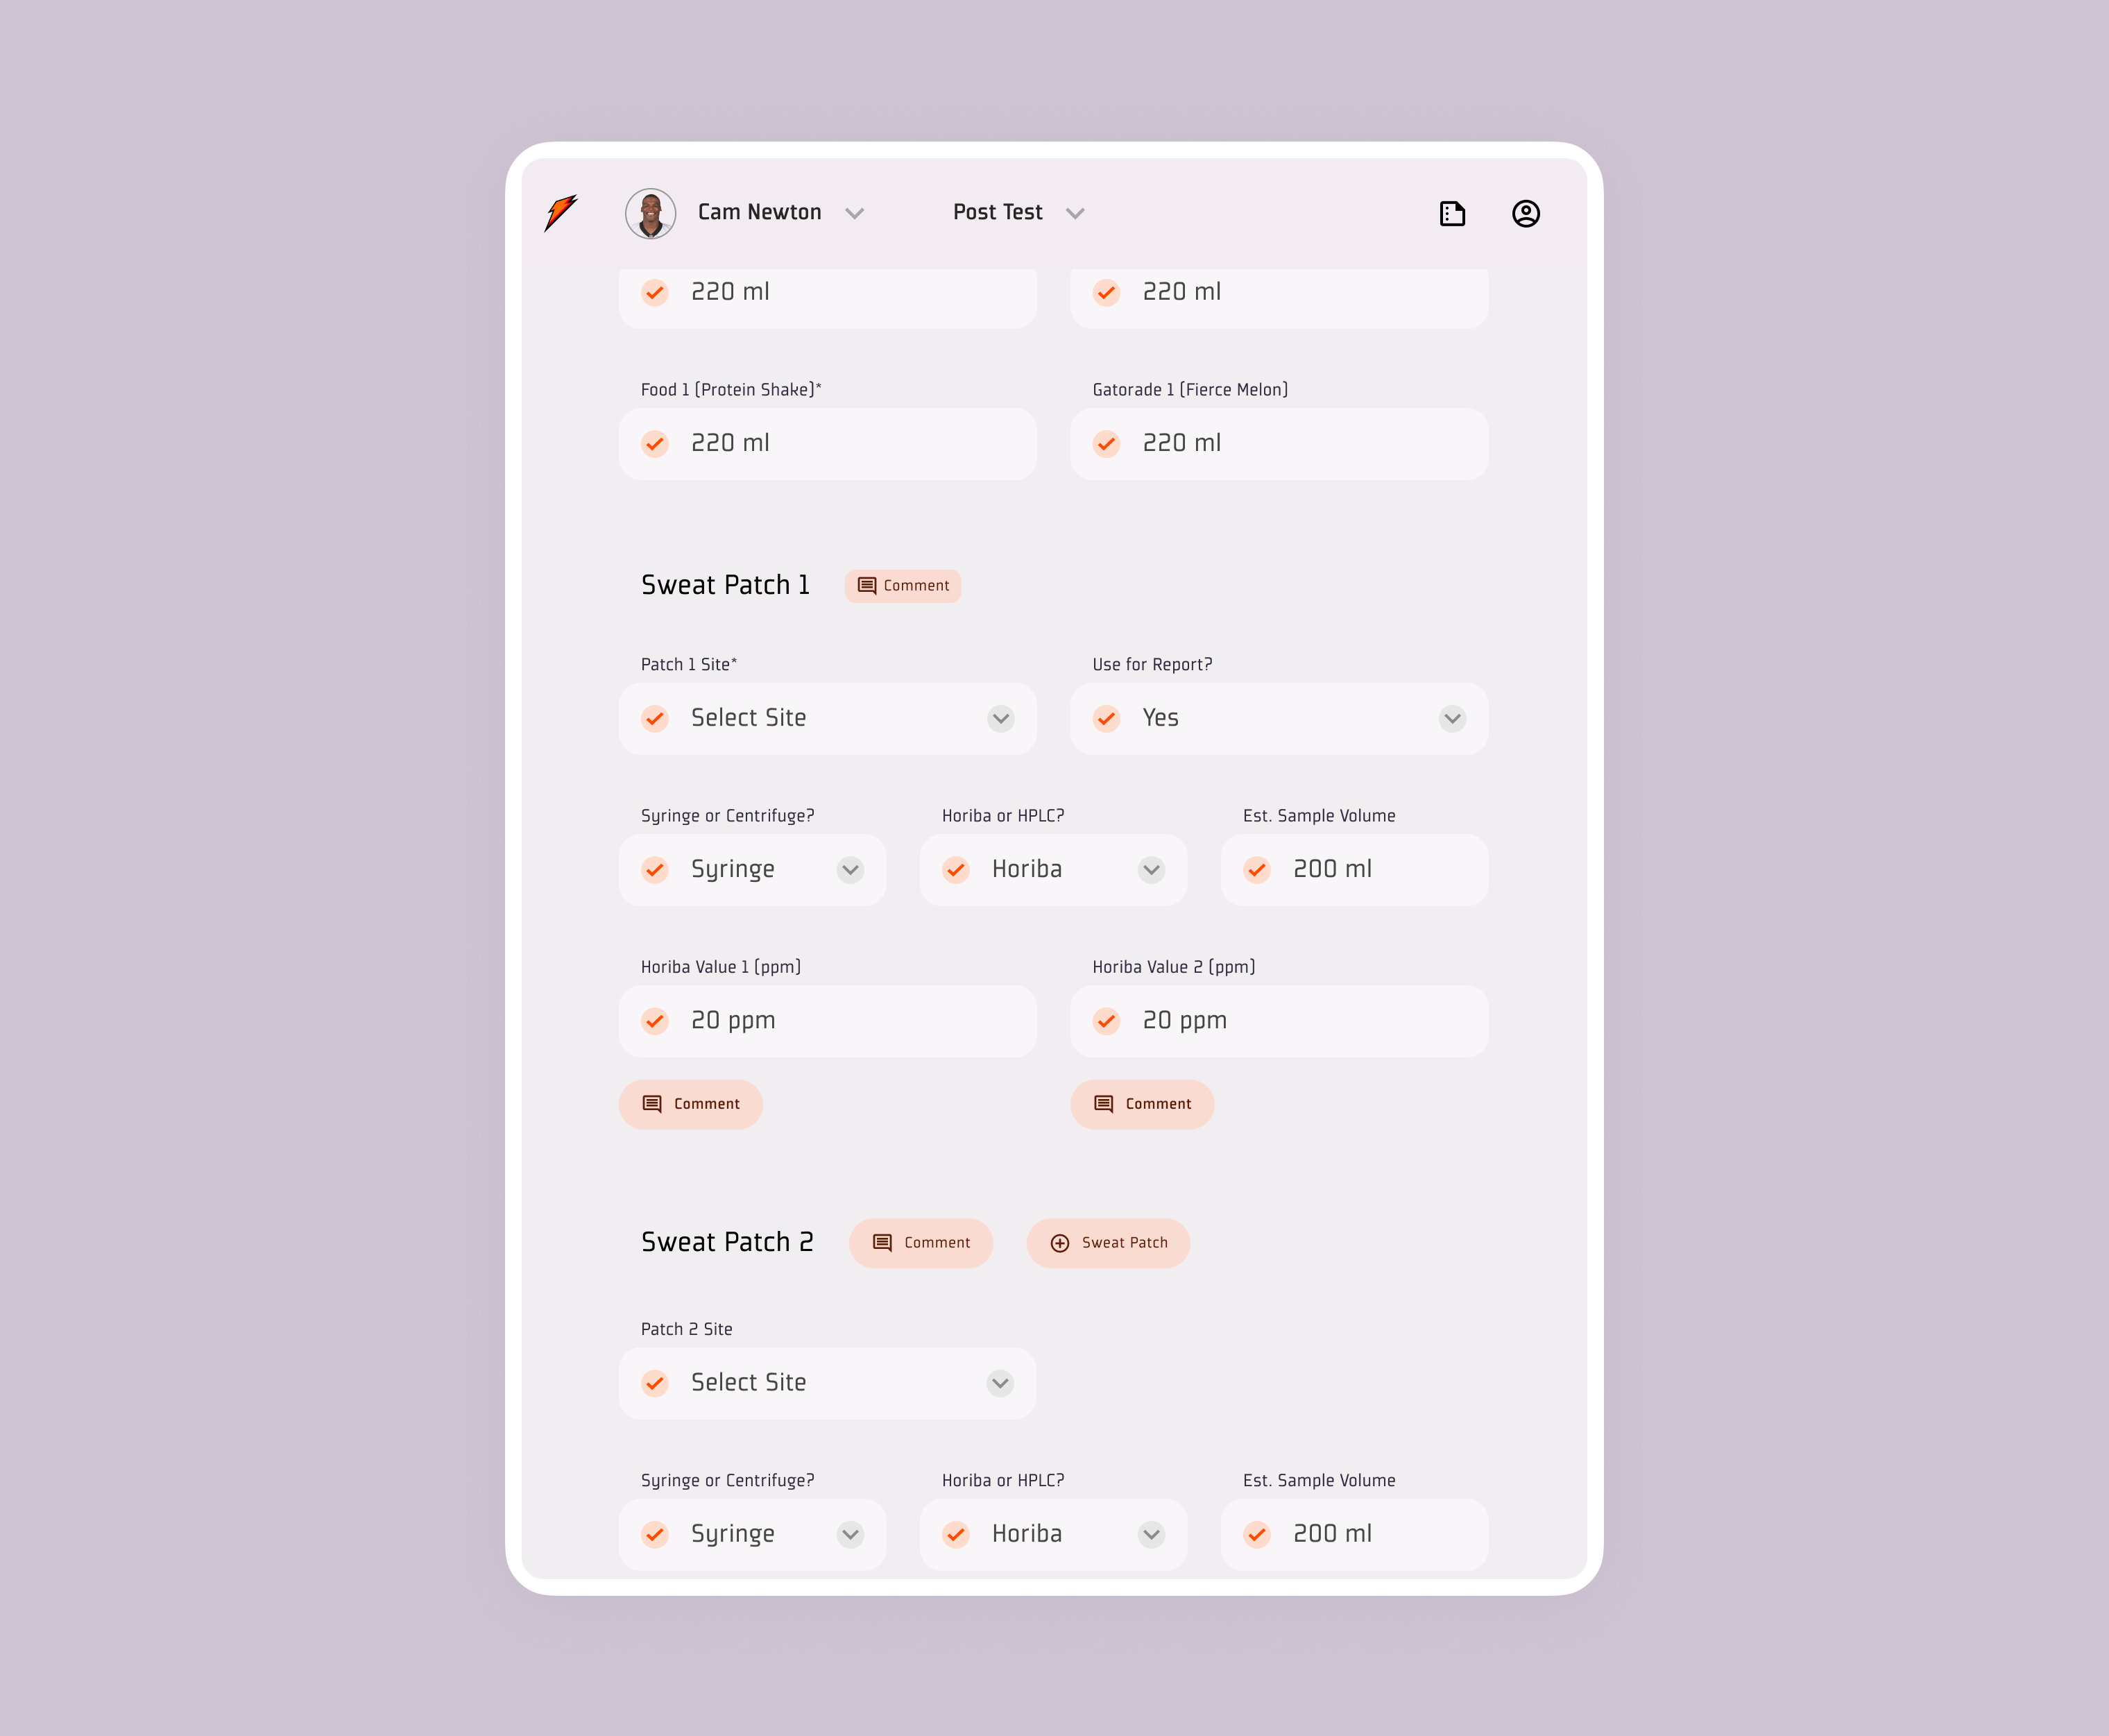 Cam Newton
Post Test
220 ml
220 ml
Food 1 (Protein Shake)*
Gatorade 1 (Fierce Melon)
220 ml
220 ml
Sweat Patch 1
Comment
Patch 1 Site*
Use for Report?
Select Site
Yes
Syringe or Centrifuge?
Horiba or HPLC?
Est. Sample Volume
Syringe
Horiba
200 ml
Horiba Value 1 (ppm)
Horiba Value 2 (ppm)
20 ppm
20 ppm
Comment
Comment
Sweat Patch 2
Comment
Sweat Patch
Patch 2 Site
Select Site
Syringe or Centrifuge?
Horiba or HPLC?
Est. Sample Volume
Syringe
Horiba
200 ml